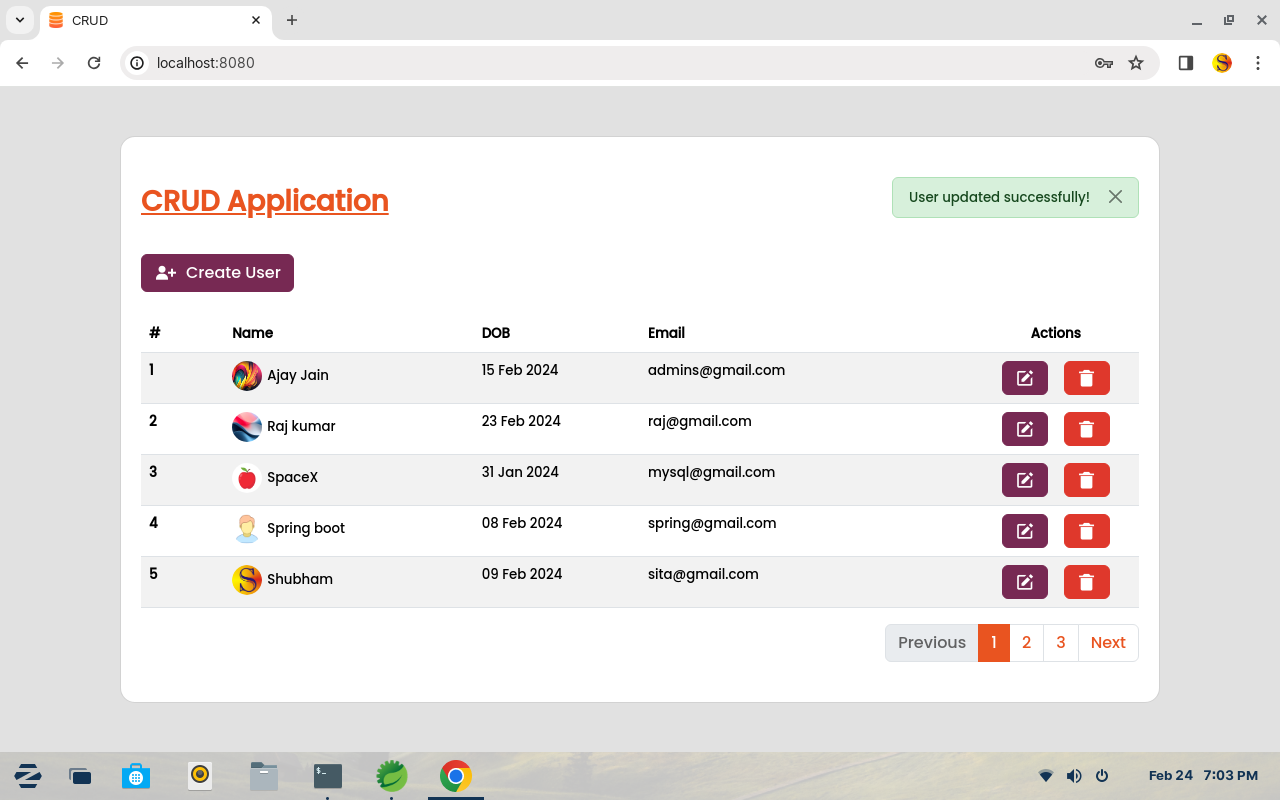 CRUD
localhost:8080
CRUD Application
User updated successfully!
Create User
# Name DOB Email Actions
1 Ajay Jain 15 Feb 2024 admins@gmail.com
2 Raj kumar 23 Feb 2024 raj@gmail.com
3 SpaceX 31 Jan 2024 mysql@gmail.com
4 Spring boot 08 Feb 2024 spring@gmail.com
5 Shubham 09 Feb 2024 sita@gmail.com
Previous 1 2 3 Next
Feb 24 7:03 PM